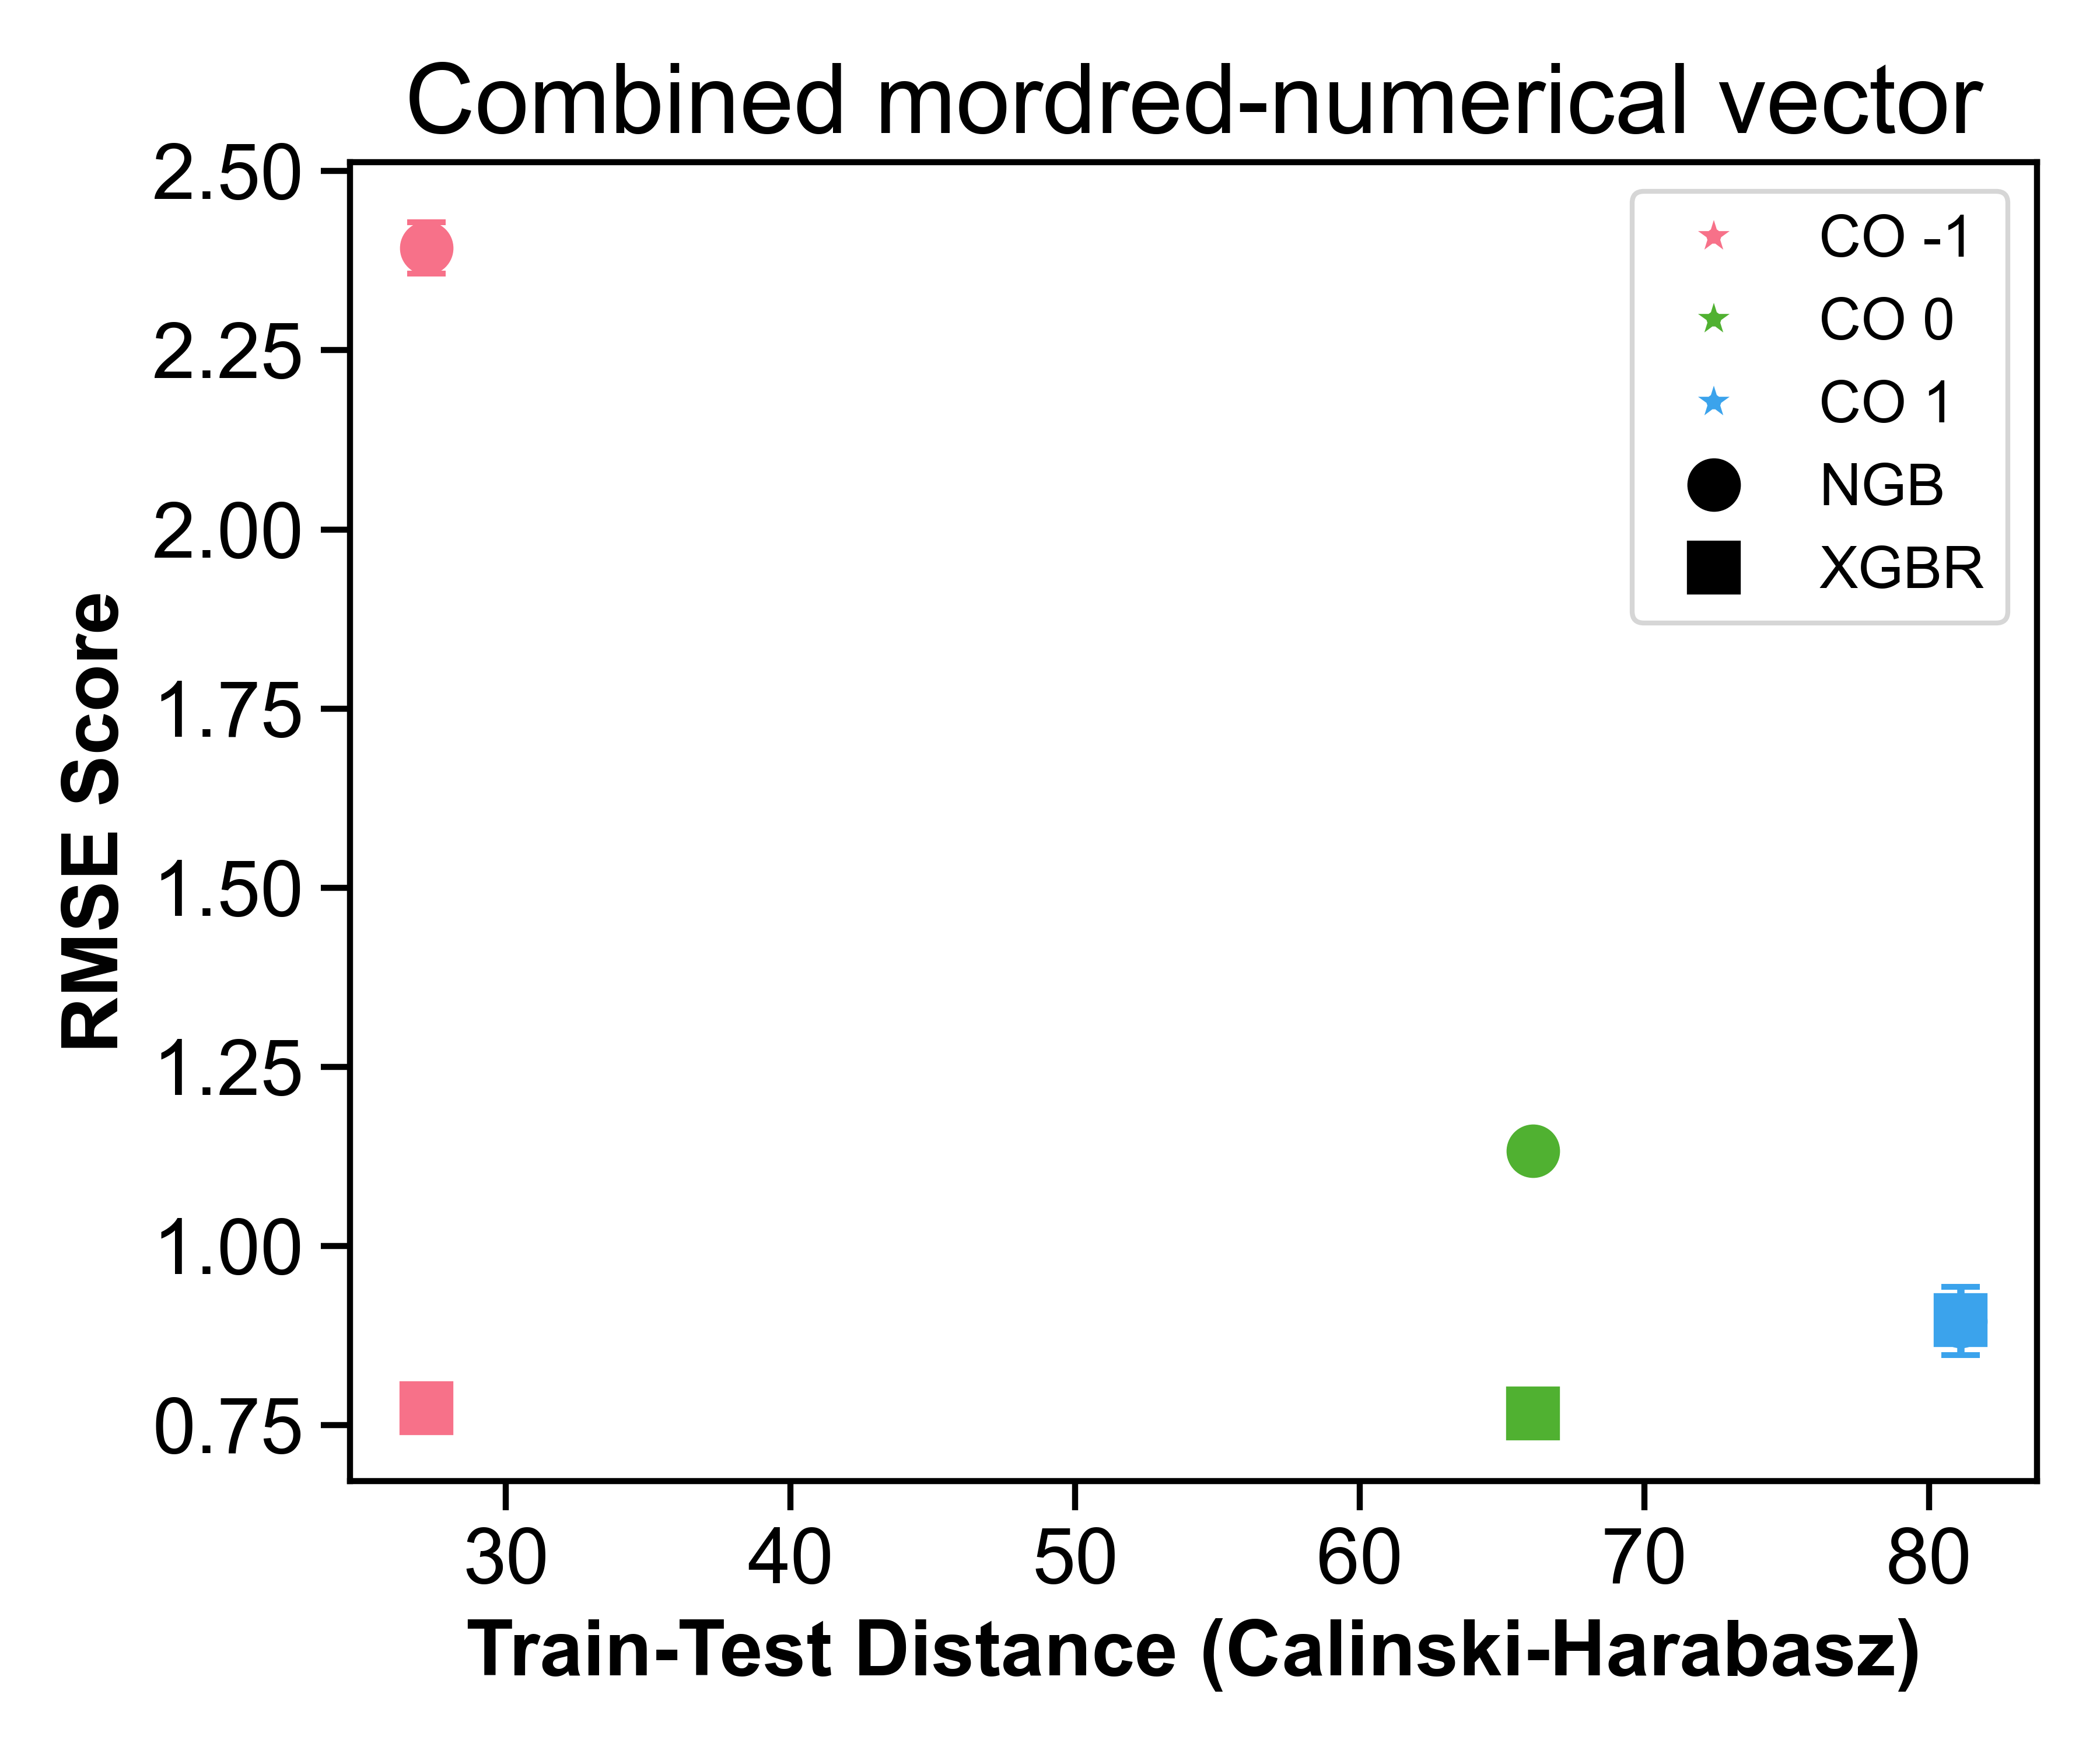 Combined mordred-numerical vector
2.50
2.25
2.00
1.75
1.50
1.25
1.00
0.75
RMSE Score
CO -1
CO 0
CO 1
NGB
XGBR
30 40 50 60 70 80
Train-Test Distance (Calinski-Harabasz)